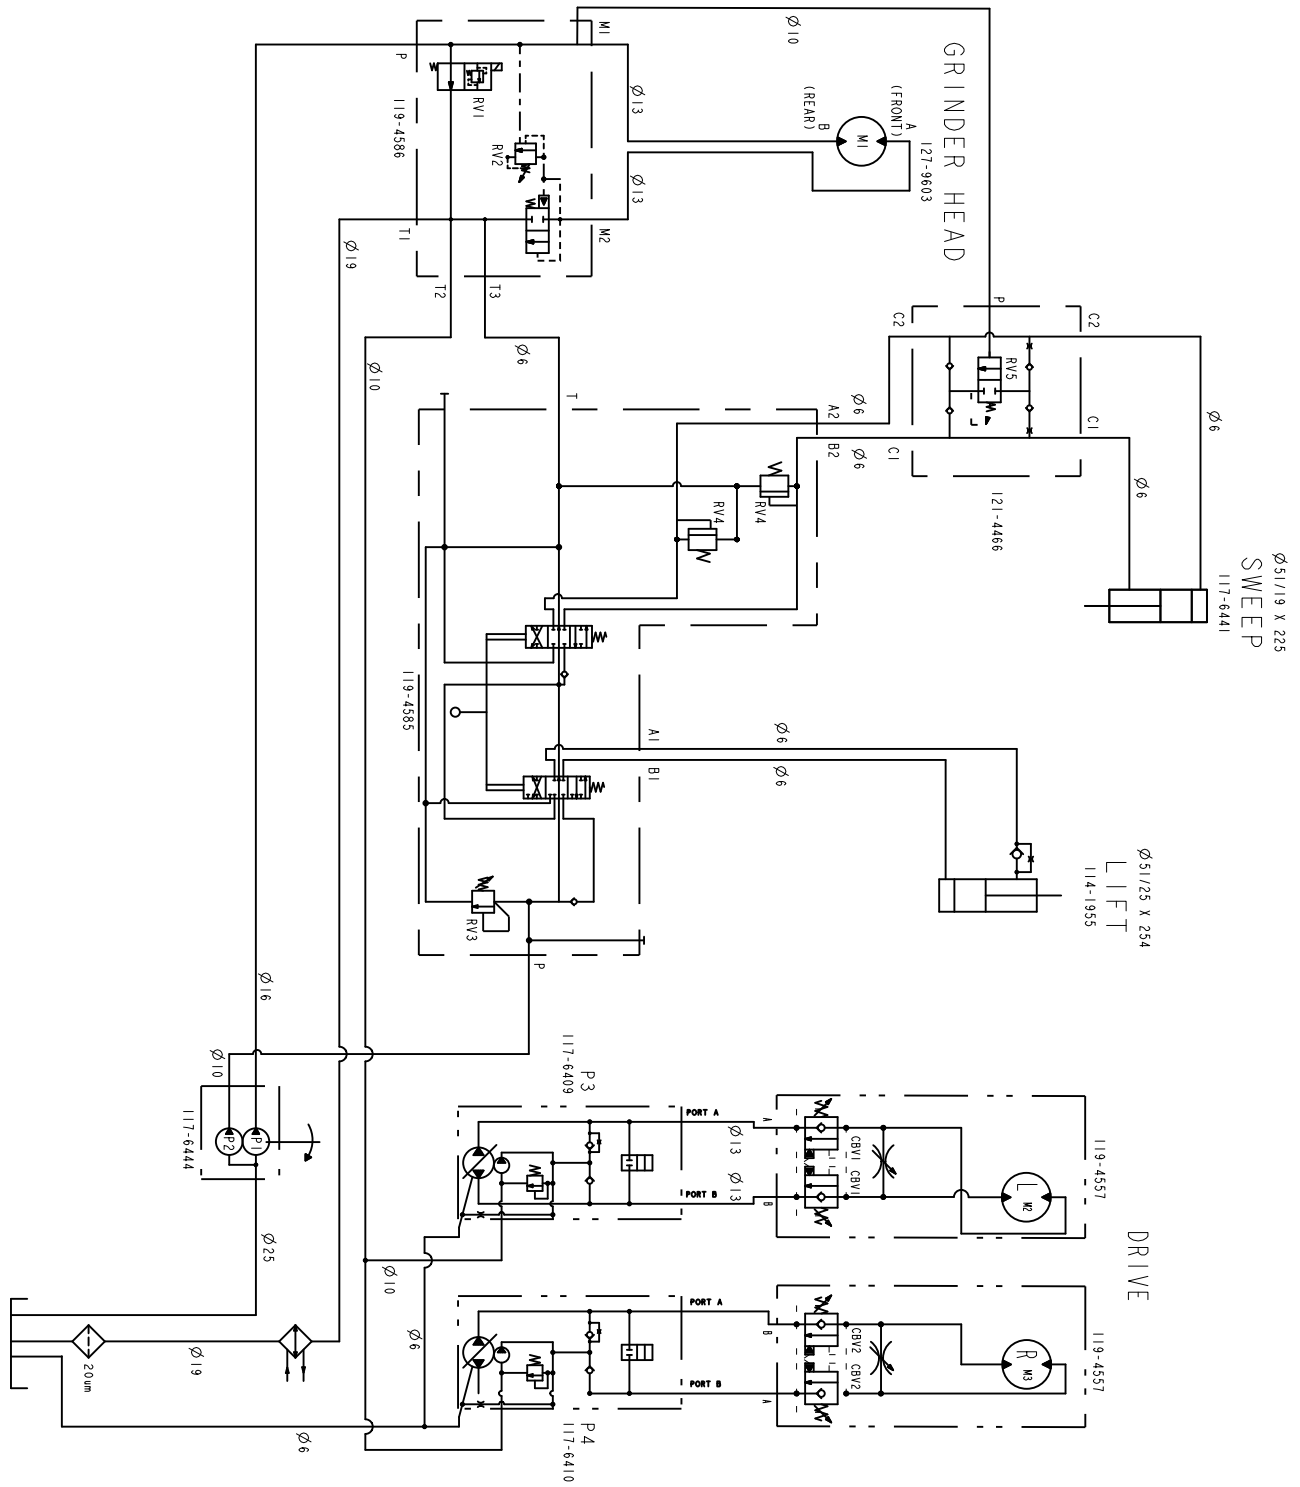 GRINDER HEAD
Ø10
M1
P
RV1
119-4586
RV2
Ø13
Ø13
M2
T1
T2
T3
Ø19
Ø10
Ø6
A
(FRONT)
B
(REAR)
M1
127-9603
P
C2
C2
RV5
C1
C1
121-4466
Ø6
Ø6
Ø6
Ø6
Ø51/19 X 225
SWEEP
117-6441
T
A2
B2
RV4
RV4
119-4585
A1
B1
Ø6
Ø6
RV3
P
Ø51/25 X 254
LIFT
114-1955
Ø16
Ø10
117-6444
P2
P1
Ø25
P3
117-6409
PORT A
PORT B
A
B
Ø13
Ø13
CBV1
CBV1
L
M2
119-4557
DRIVE
Ø10
Ø6
PORT A
PORT B
B
A
CBV2
CBV2
R
M3
119-4557
P4
117-6410
20um
Ø19
Ø6